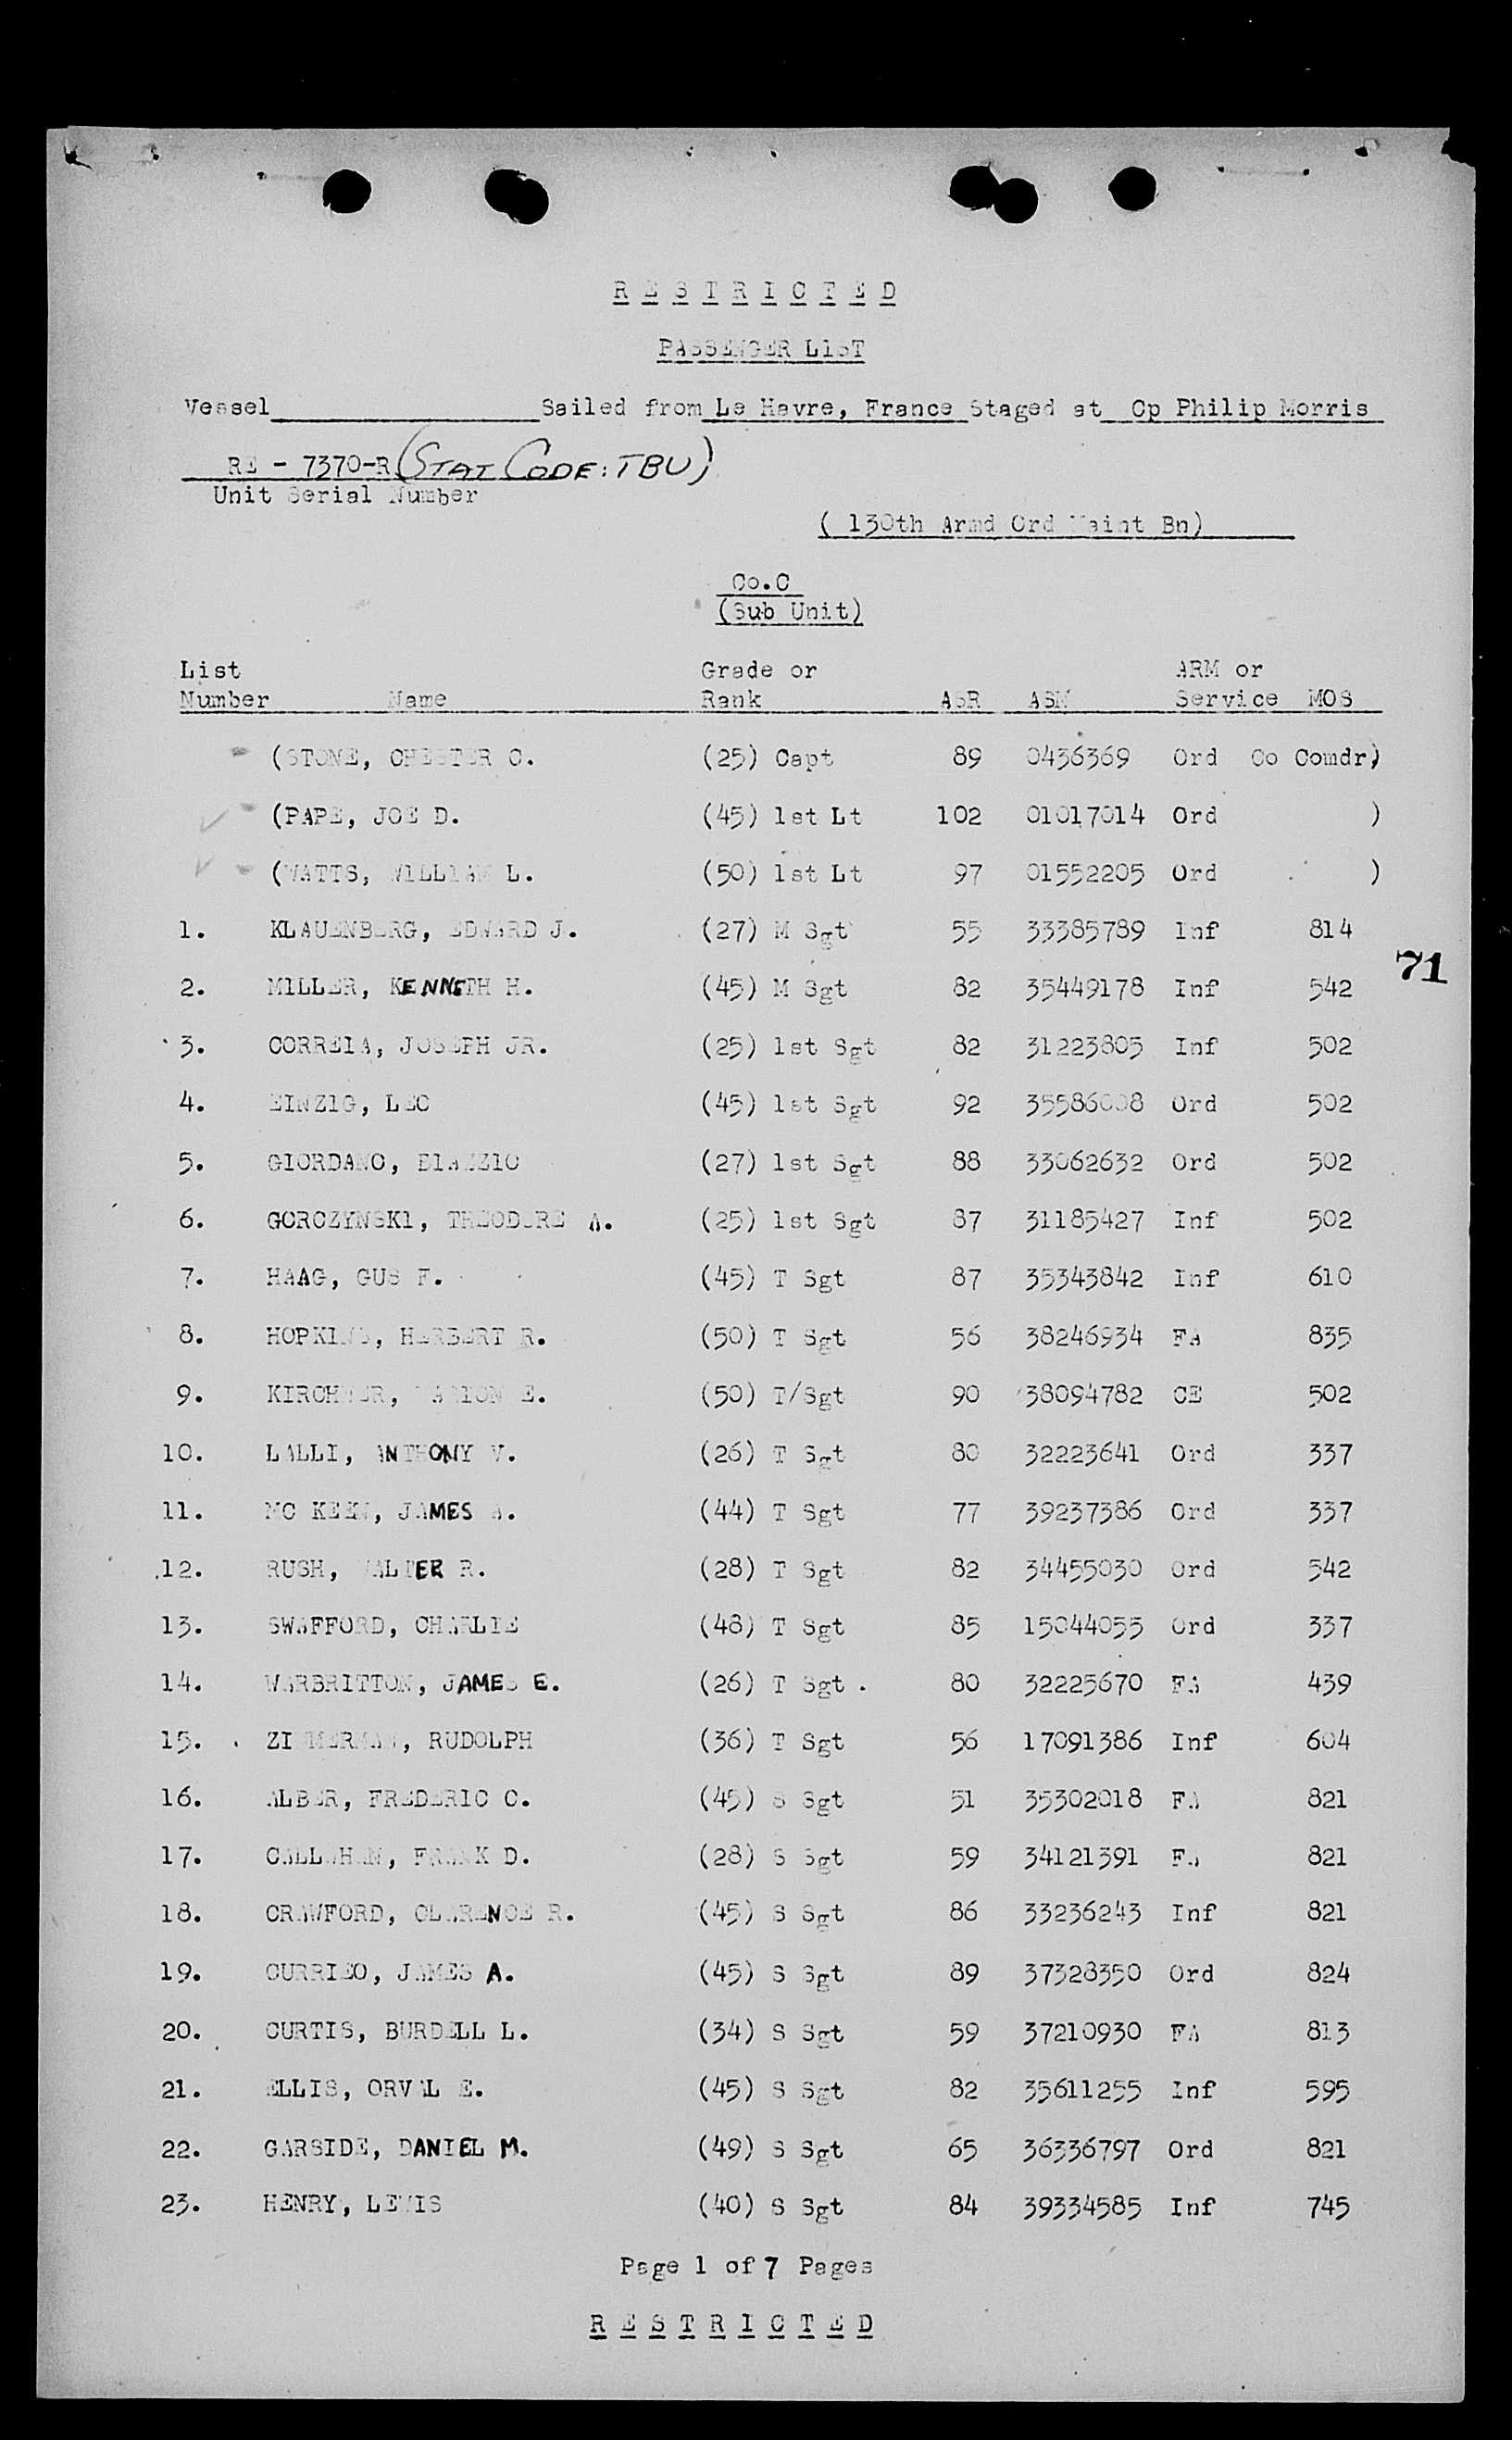 RESTRICTED
PASSENGER LIST
Vessel Sailed from Le Havre, France Staged at Cp Philip Morris
RE - 7370-R (STAT CODE: TBU)
Unit Serial Number
( 130th Armd Ord Maint Bn)
Co.C
(Sub Unit)
List Grade or ARM or
Number Name Rank ASR ASN Service MOS
(STONE, CHESTER C. (25) Capt 89 0436369 Ord Co Comdr)
(PAPE, JOE D. (45) 1st Lt 102 01017014 Ord )
(WATTS, WILLIAM L. (50) 1st Lt 97 01552205 Ord )
1. KLAUENBERG, EDWARD J. (27) M Sgt 55 33385789 Inf 814
71
2. MILLER, KENNETH H. (45) M Sgt 82 35449178 Inf 542
3. CORREIA, JOSEPH JR. (25) 1st Sgt 82 31223805 Inf 502
4. EINZIG, LEO (45) 1st Sgt 92 35586008 Ord 502
5. GIORDANO, (27) 1st Sgt 88 33062632 Ord 502
6. GORCZYNSKI, THEODORE A. (25) 1st Sgt 87 31185427 Inf 502
7. HAAG, GUS F. (45) T Sgt 87 35343842 Inf 610
8. HOPKINS, HERBERT R. (50) T Sgt 56 38246934 FA 835
9. KIRCHNER, MARION E. (50) T/Sgt 90 38094782 CE 502
10. LALLI, ANTHONY V. (26) T Sgt 80 32223641 Ord 337
11. MC KEEN, JAMES A. (44) T Sgt 77 39237386 Ord 337
12. RUSH, WALTER R. (28) T Sgt 82 34455030 Ord 542
13. SWAFFORD, CHARLIE (48) T Sgt 85 15044055 Ord 337
14. WARBRITTON, JAMES E. (26) T Sgt . 80 32225670 FA 439
15. ZIMMERMAN, RUDOLPH (36) T Sgt 56 17091386 Inf 604
16. ALBER, FREDERIC C. (45) S Sgt 51 35302018 FA 821
17. CALLAHAN, FRANK D. (28) S Sgt 59 34121391 FA 821
18. CRAWFORD, CLARENCE R. (45) S Sgt 86 33236243 Inf 821
19. CURRIEO, JAMES A. (45) S Sgt 89 37328350 Ord 824
20. CURTIS, BURDELL L. (34) S Sgt 59 37210930 FA 813
21. ELLIS, ORVAL E. (45) S Sgt 82 35611255 Inf 595
22. GARSIDE, DANIEL M. (49) S Sgt 65 36336797 Ord 821
23. HENRY, LEWIS (40) S Sgt 84 39334585 Inf 745
Page 1 of 7 Pages
RESTRICTED